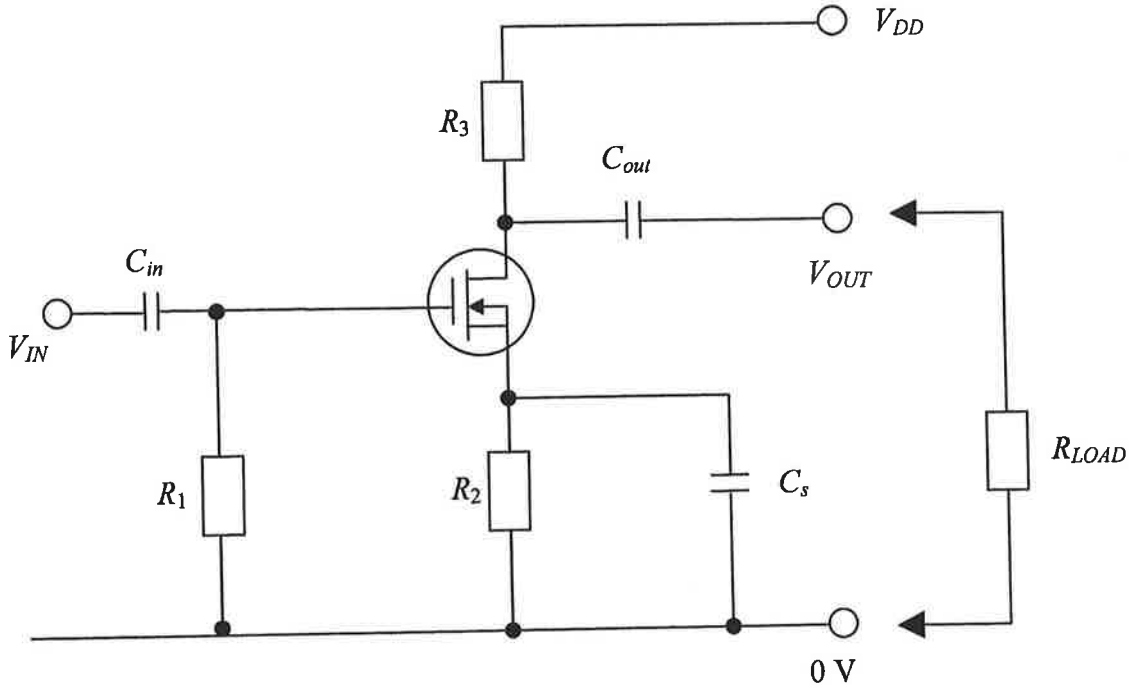 V_DD
R_3
C_out
C_in
V_OUT
V_IN
R_LOAD
R_1
R_2
C_s
0 V